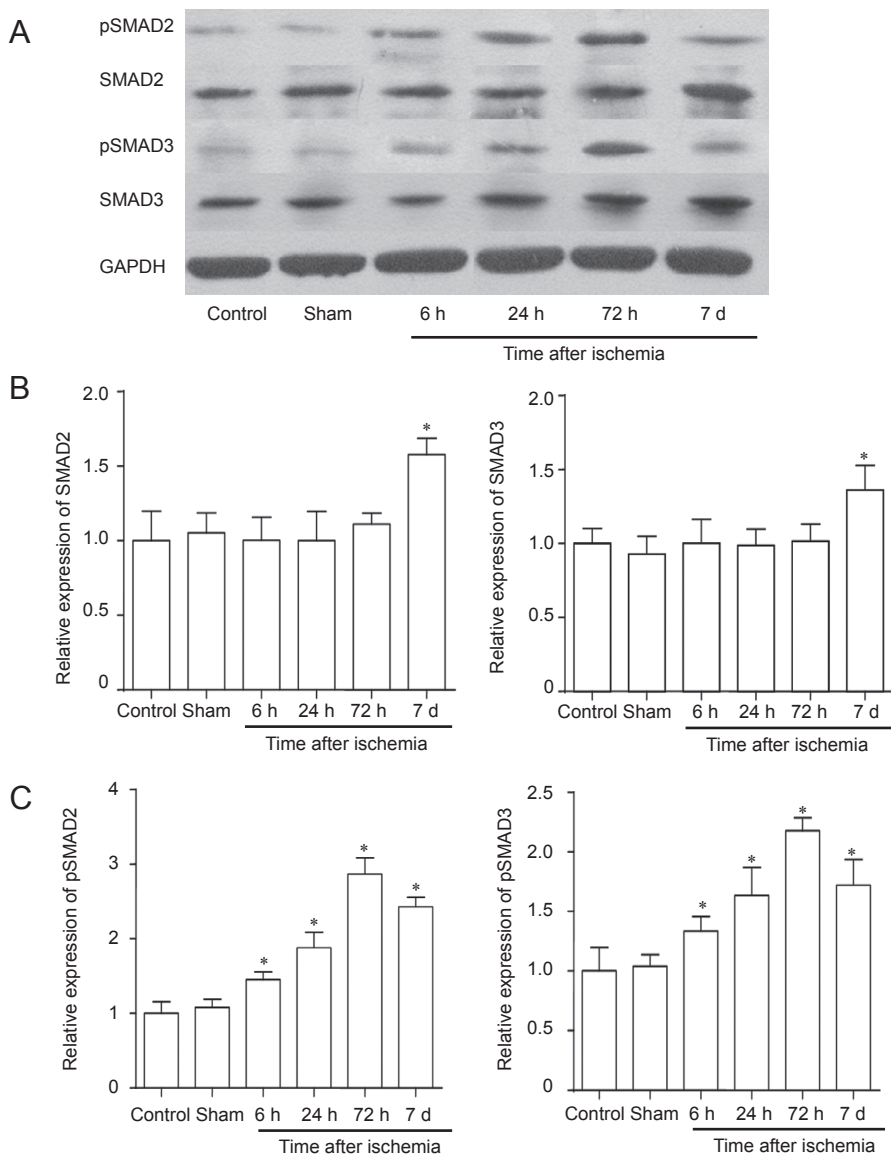 A
pSMAD2
SMAD2
pSMAD3
SMAD3
GAPDH
Control Sham 6 h 24 h 72 h 7 d
Time after ischemia
B
Relative expression of SMAD2
2.0
1.5
1.0
0.5
0
*
Control Sham 6 h 24 h 72 h 7 d
Time after ischemia
Relative expression of SMAD3
2.0
1.5
1.0
0.5
0
*
Control Sham 6 h 24 h 72 h 7 d
Time after ischemia
C
Relative expression of pSMAD2
4
3
2
1
0
* * * *
Control Sham 6 h 24 h 72 h 7 d
Time after ischemia
Relative expression of pSMAD3
2.5
2.0
1.5
1.0
0.5
0.0
* * * *
Control Sham 6 h 24 h 72 h 7 d
Time after ischemia